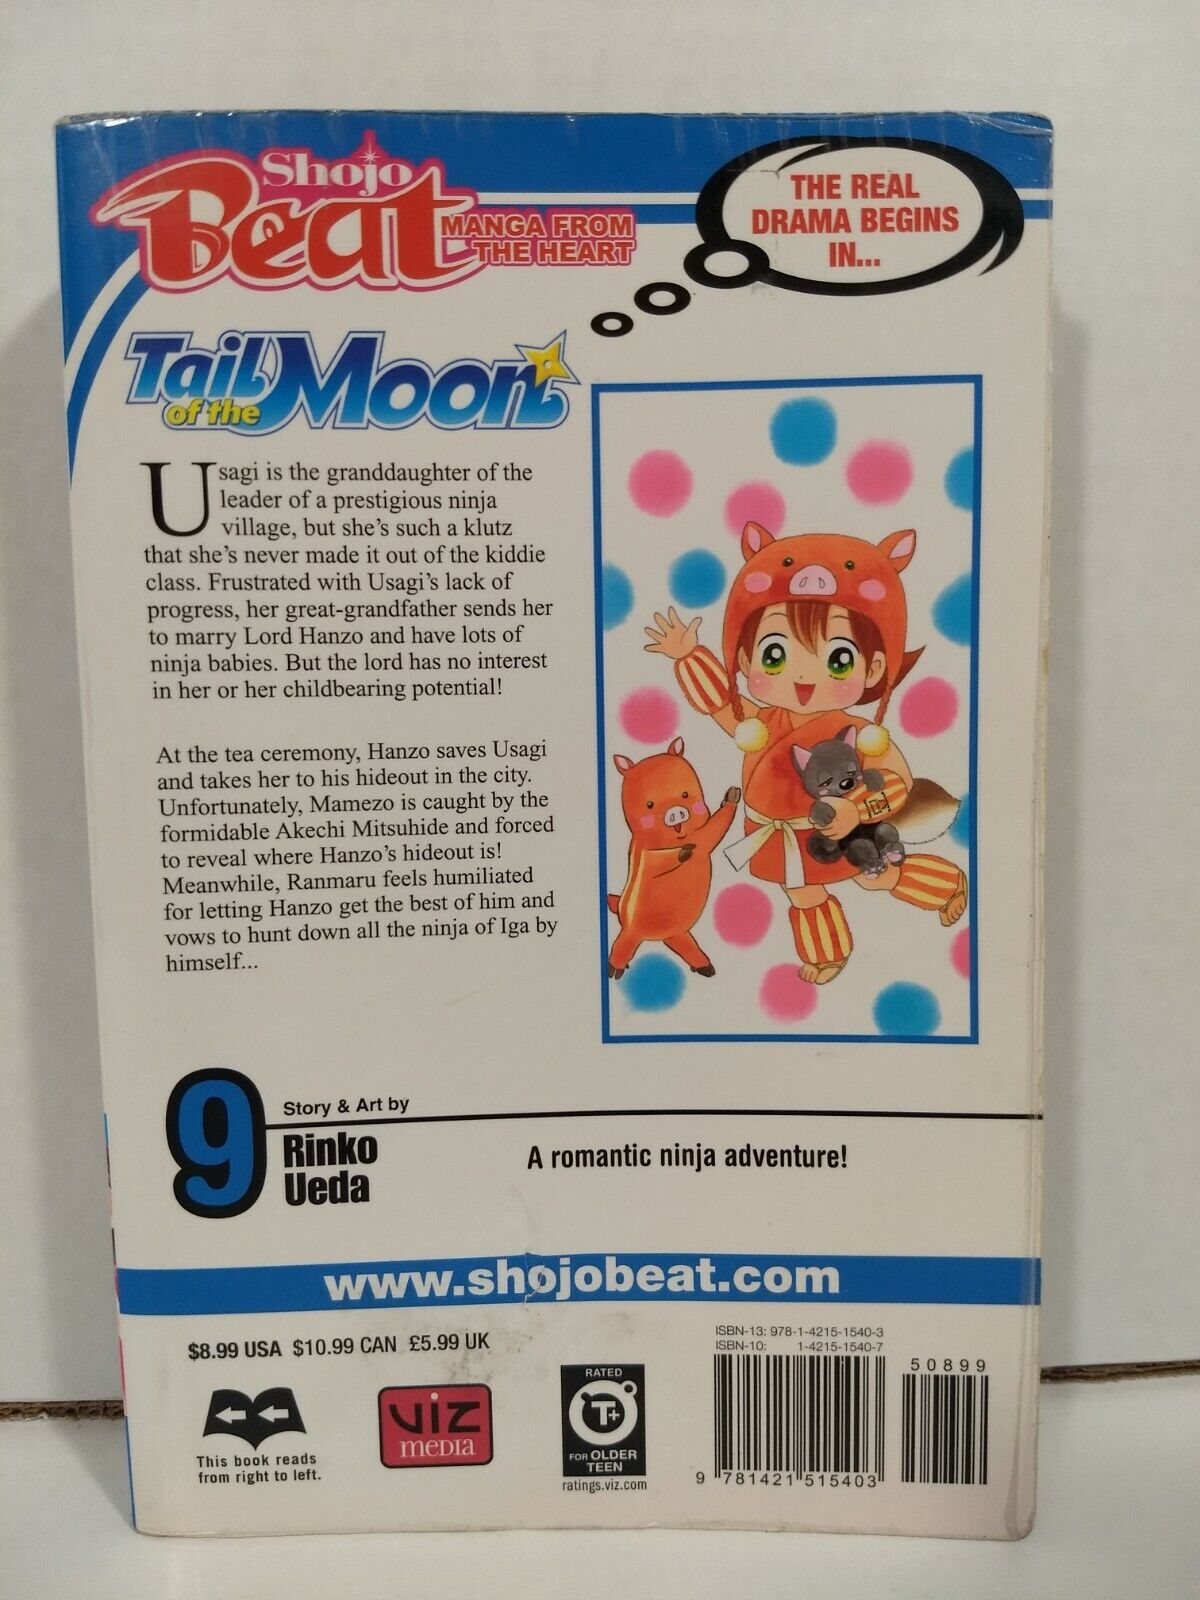 Shojo
Beat
MANGA FROM
THE HEART
THE REAL
DRAMA BEGINS
IN...
Tail
of the
Moon
Usagi is the granddaughter of the
leader of a prestigious ninja
village, but she's such a klutz
that she's never made it out of the kiddie
class. Frustrated with Usagi's lack of
progress, her great-grandfather sends her
to marry Lord Hanzo and have lots of
ninja babies. But the lord has no interest
in her or her childbearing potential!
At the tea ceremony, Hanzo saves Usagi
and takes her to his hideout in the city.
Unfortunately, Mamezo is caught by the
formidable Akechi Mitsuhide and forced
to reveal where Hanzo's hideout is!
Meanwhile, Ranmaru feels humiliated
for letting Hanzo get the best of him and
vows to hunt down all the ninja of Iga by
himself...
9
Story & Art by
Rinko
Ueda
A romantic ninja adventure!
www.shojobeat.com
$8.99 USA $10.99 CAN £5.99 UK
This book reads
from right to left.
VIZ
MEDIA
RATED
T+
FOR OLDER
TEEN
ratings.viz.com
ISBN-13: 978-1-4215-1540-3
ISBN-10: 1-4215-1540-7
50899
9 781421 515403